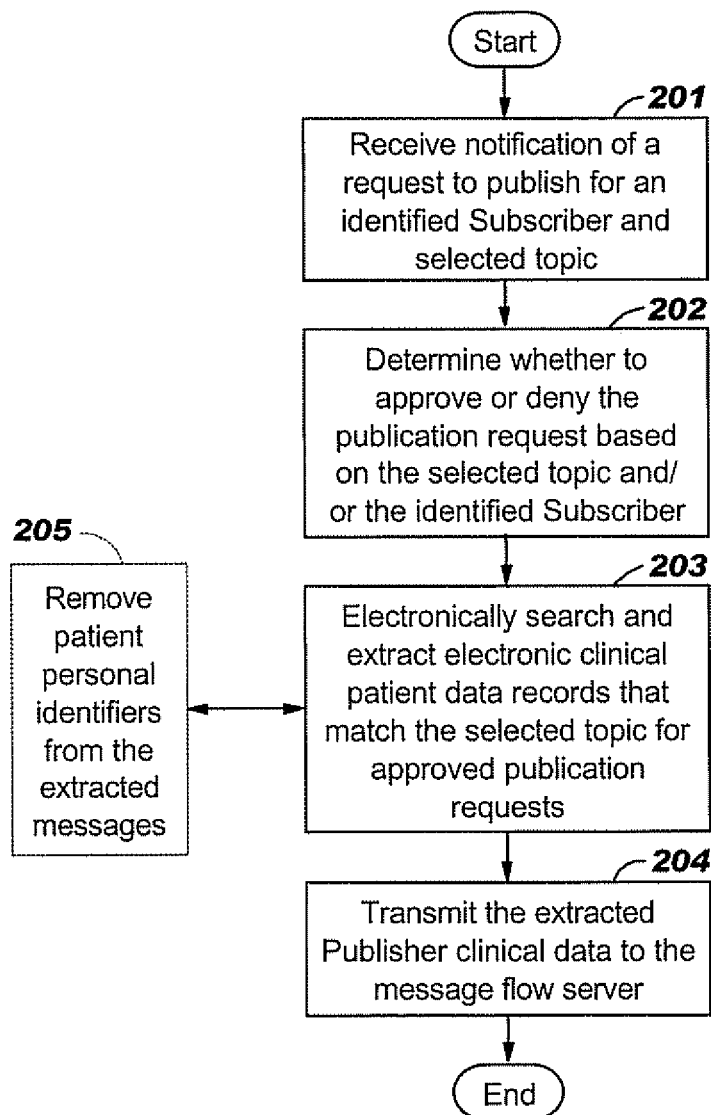 Start
201
Receive notification of a
request to publish for an
identified Subscriber and
selected topic
202
Determine whether to
approve or deny the
publication request based
on the selected topic and/
or the identified Subscriber
205
Remove
patient
personal
identifiers
from the
extracted
messages
203
Electronically search and
extract electronic clinical
patient data records that
match the selected topic for
approved publication
requests
204
Transmit the extracted
Publisher clinical data to the
message flow server
End